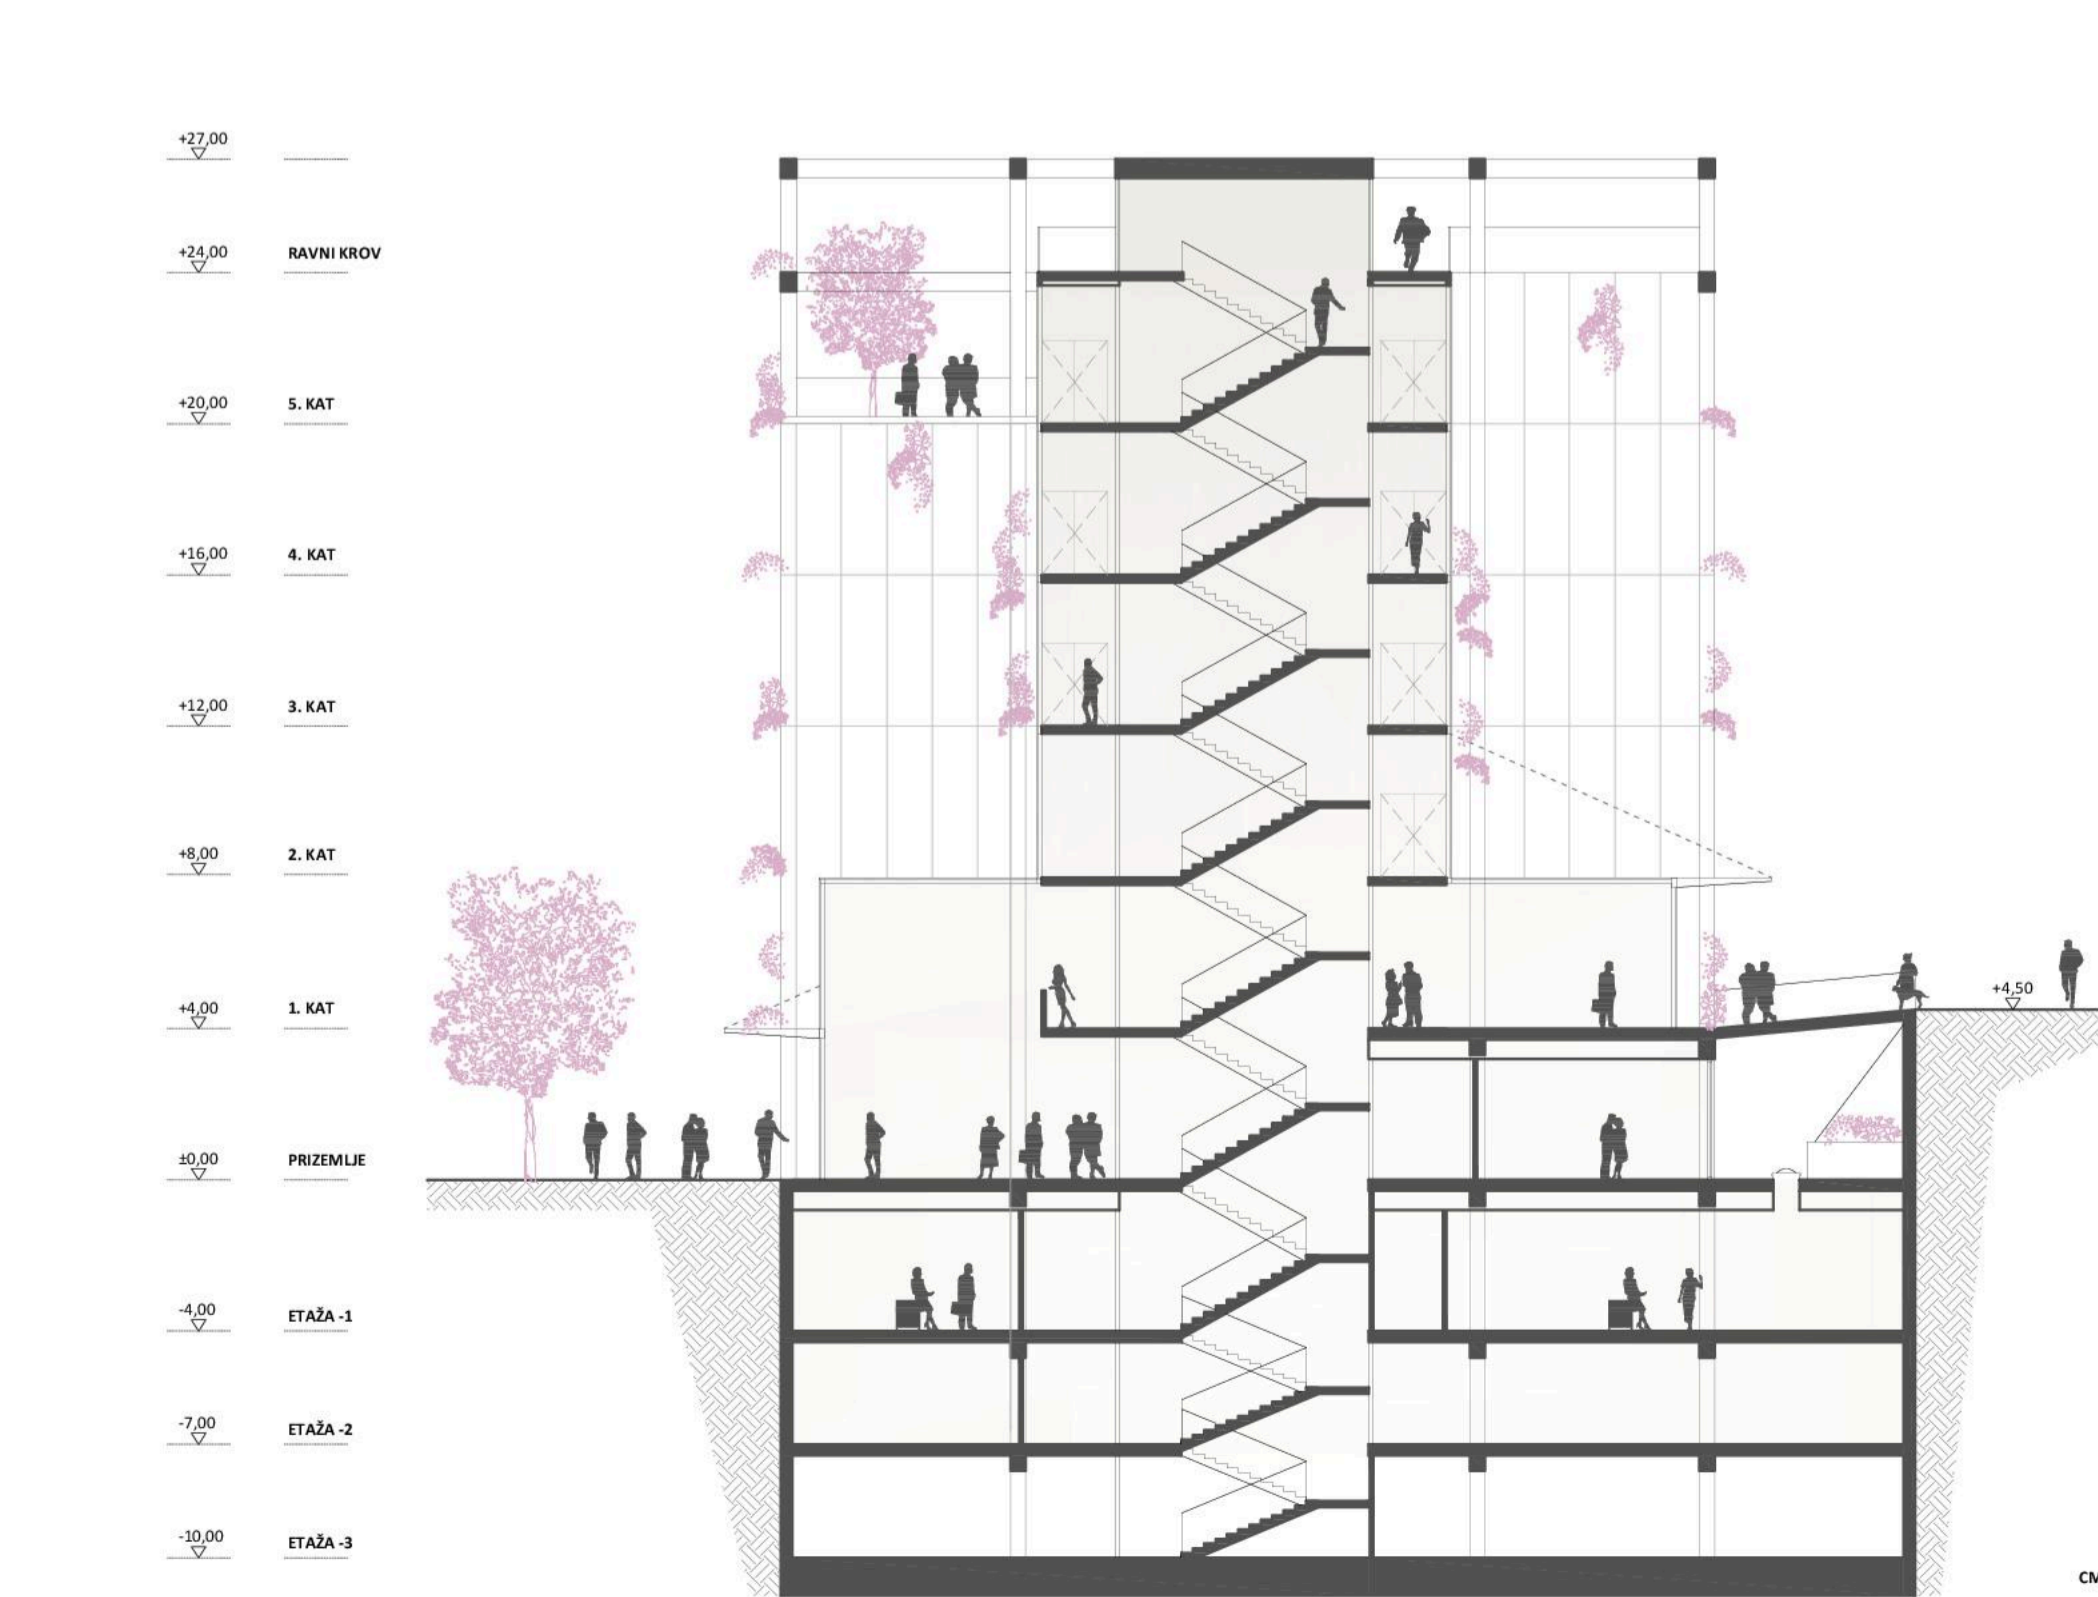 +27,00
+24,00 RAVNI KROV
+20,00 5. KAT
+16,00 4. KAT
+12,00 3. KAT
+8,00 2. KAT
+4,00 1. KAT
+4,50
±0,00 PRIZEMLJE
-4,00 ETAŽA -1
-7,00 ETAŽA -2
-10,00 ETAŽA -3